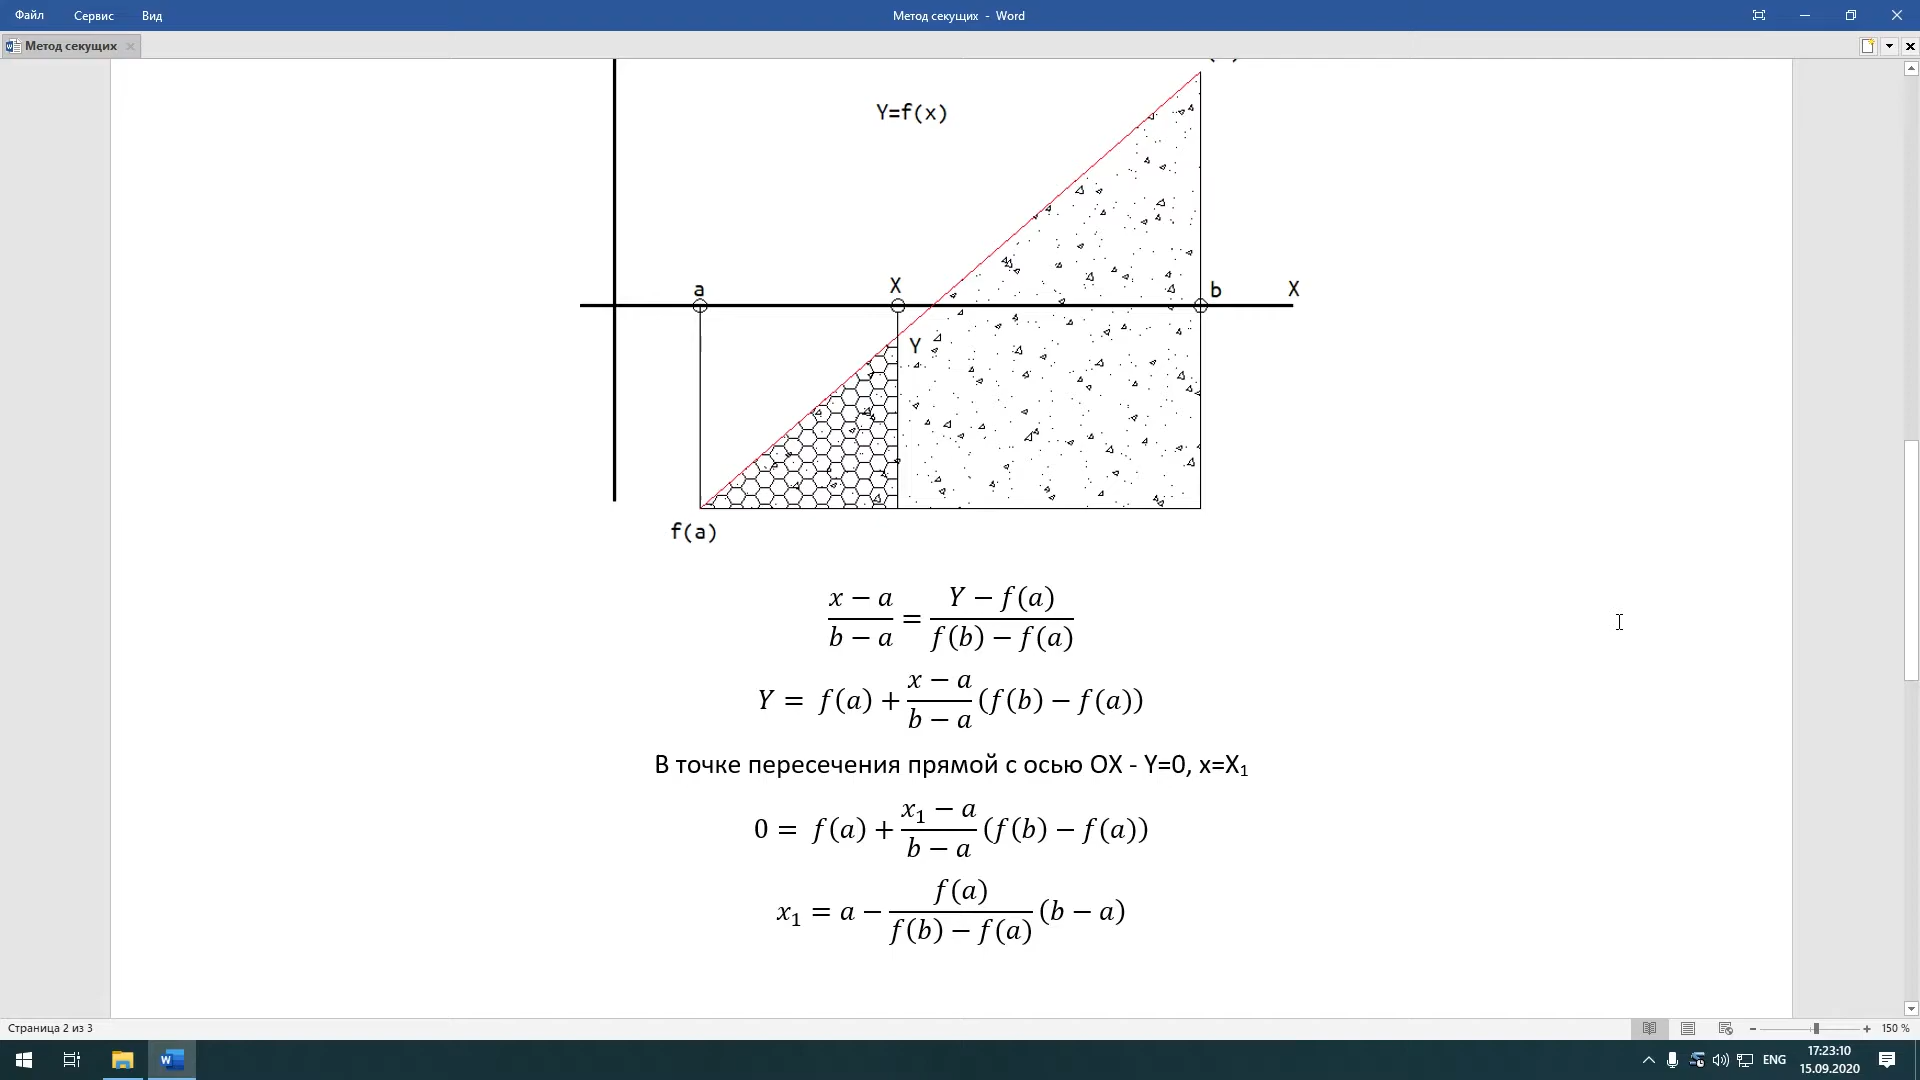 Файл Сервис Вид Метод секущих - Word
Метод секущих
Y=f(x)
a X b X
Y
f(a)
x − a / b − a = Y − f(a) / f(b) − f(a)
Y = f(a) + x − a / b − a (f(b) − f(a))
В точке пересечения прямой с осью OX - Y=0, x=X₁
0 = f(a) + x₁ − a / b − a (f(b) − f(a))
x₁ = a − f(a) / f(b) − f(a) (b − a)
Страница 2 из 3 150 %
ENG 17:23:10
15.09.2020